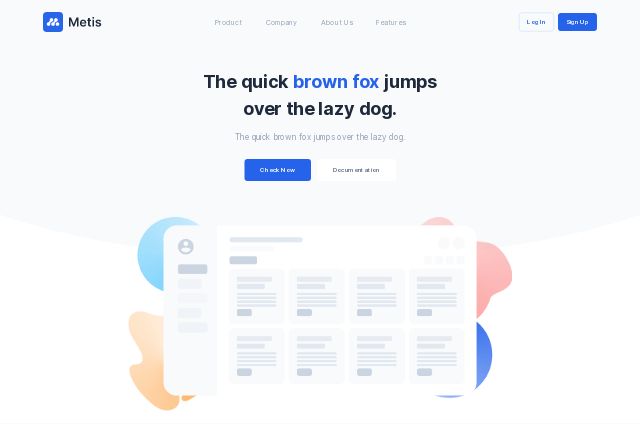 Metis
Product
Company
About Us
Features
Log In
Sign Up
The quick brown fox jumps
over the lazy dog.
The quick brown fox jumps over the lazy dog.
Check Now
Documentation